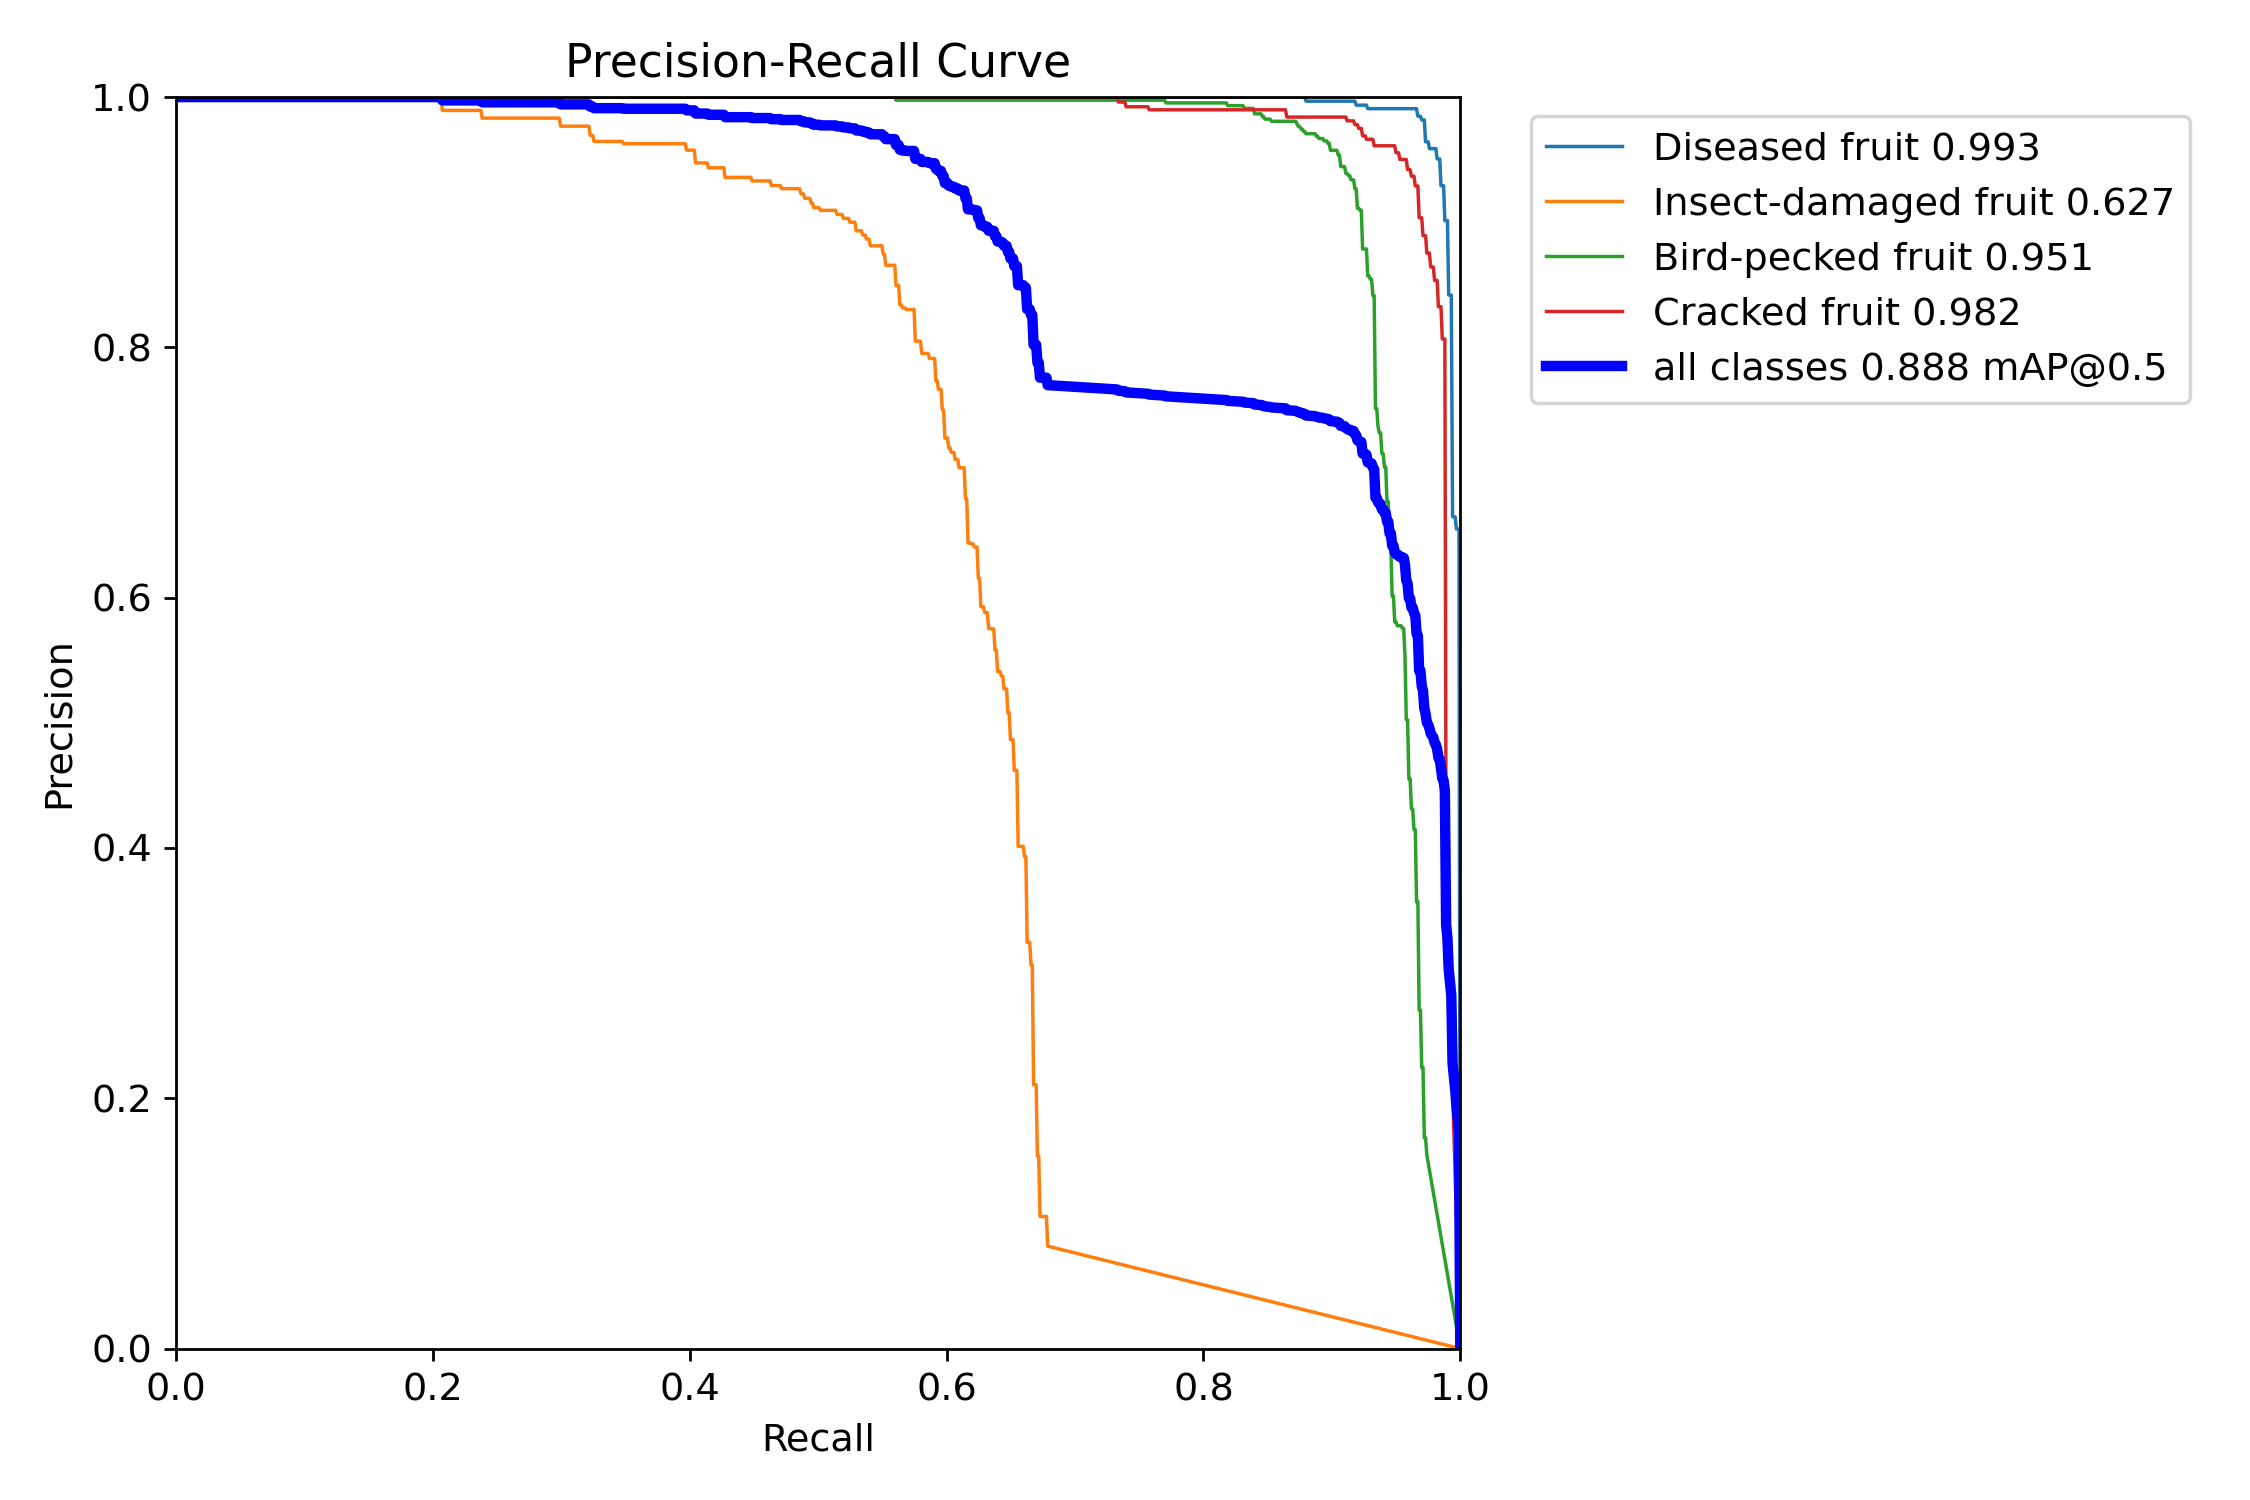 Precision-Recall Curve
1.0
0.8
0.6
0.4
0.2
0.0
Precision
0.0 0.2 0.4 0.6 0.8 1.0
Recall
Diseased fruit 0.993
Insect-damaged fruit 0.627
Bird-pecked fruit 0.951
Cracked fruit 0.982
all classes 0.888 mAP@0.5